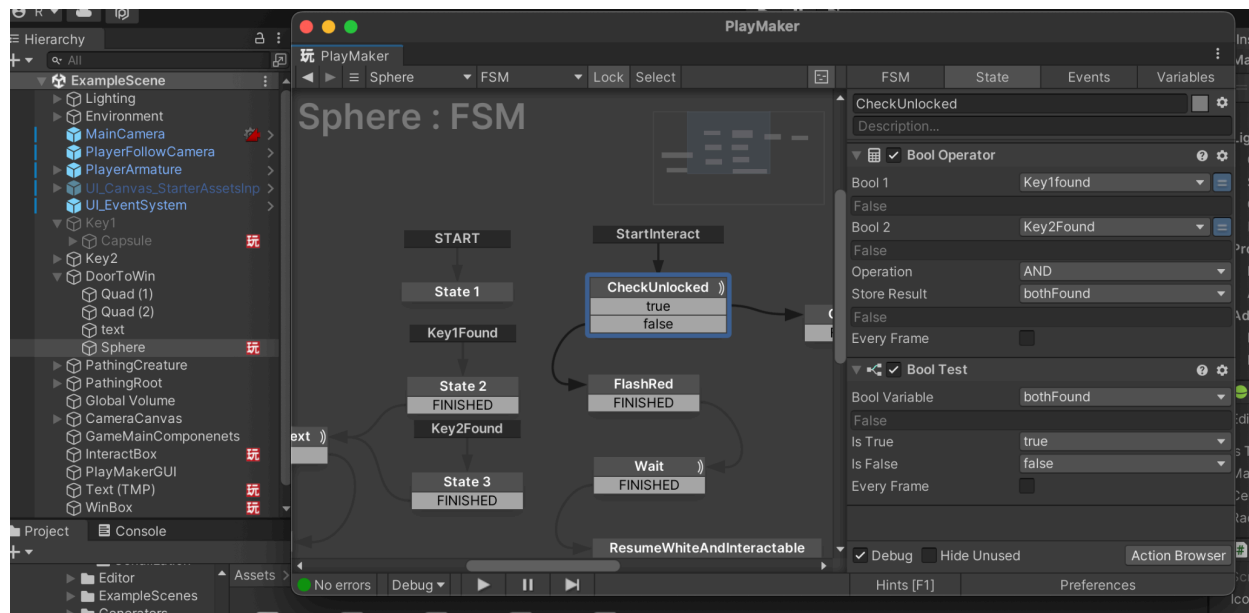 PlayMaker
Hierarchy
All
ExampleScene
Lighting
Environment
MainCamera
PlayerFollowCamera
PlayerArmature
UI_Canvas_StarterAssetsInp
UI_EventSystem
Key1
Capsule
玩
Key2
DoorToWin
Quad (1)
Quad (2)
text
Sphere
玩
PathingCreature
PathingRoot
Global Volume
CameraCanvas
GameMainComponenets
InteractBox
玩
PlayMakerGUI
Text (TMP)
玩
WinBox
玩
Project
Console
Editor
ExampleScenes
Assets
玩 PlayMaker
Sphere
FSM
Lock
Select
Sphere : FSM
START
State 1
Key1Found
State 2
FINISHED
Key2Found
State 3
FINISHED
ext
StartInteract
CheckUnlocked
true
false
FlashRed
FINISHED
Wait
FINISHED
ResumeWhiteAndInteractable
No errors
Debug
FSM
State
Events
Variables
CheckUnlocked
Description...
Bool Operator
Bool 1
Key1found
False
Bool 2
Key2Found
False
Operation
AND
Store Result
bothFound
False
Every Frame
Bool Test
Bool Variable
bothFound
False
Is True
true
Is False
false
Every Frame
Debug
Hide Unused
Action Browser
Hints [F1]
Preferences